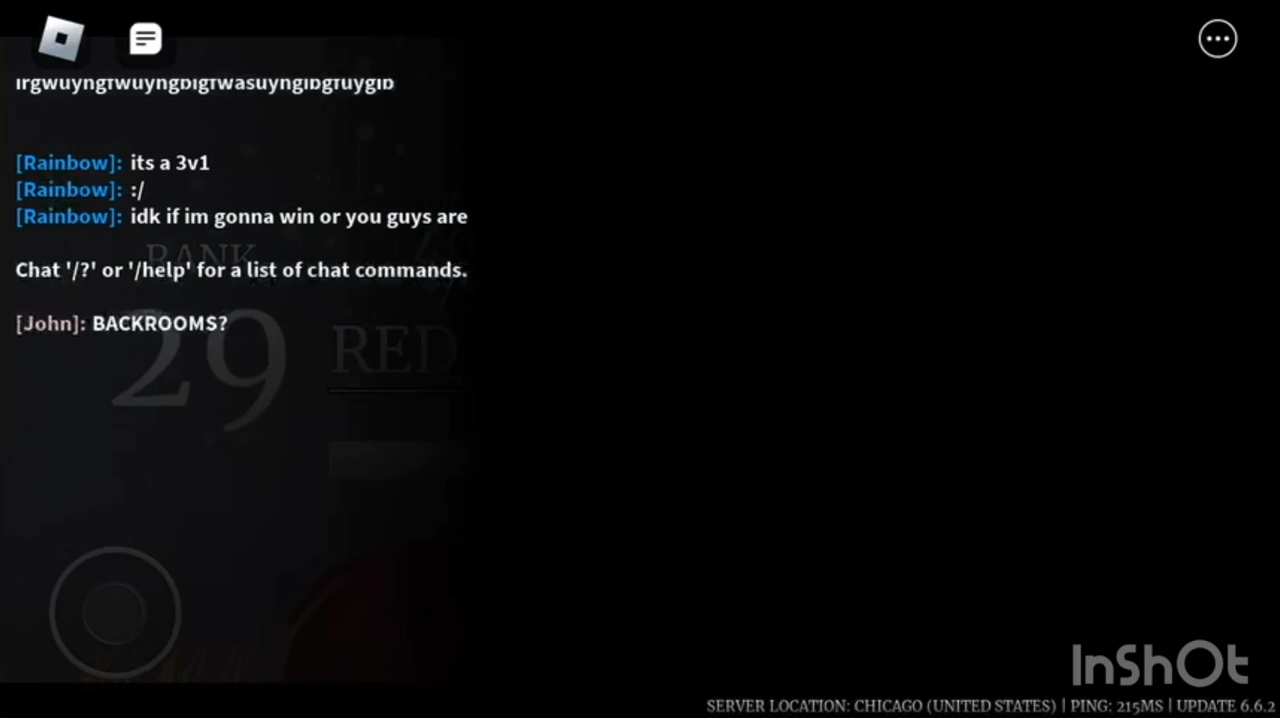 [Rainbow]: its a 3v1
[Rainbow]: :/
[Rainbow]: idk if im gonna win or you guys are
RANK
Chat '/?' or '/help' for a list of chat commands.
[John]: BACKROOMS?
29 RED
InShOt
SERVER LOCATION: CHICAGO (UNITED STATES) | PING: 215MS | UPDATE 6.6.2